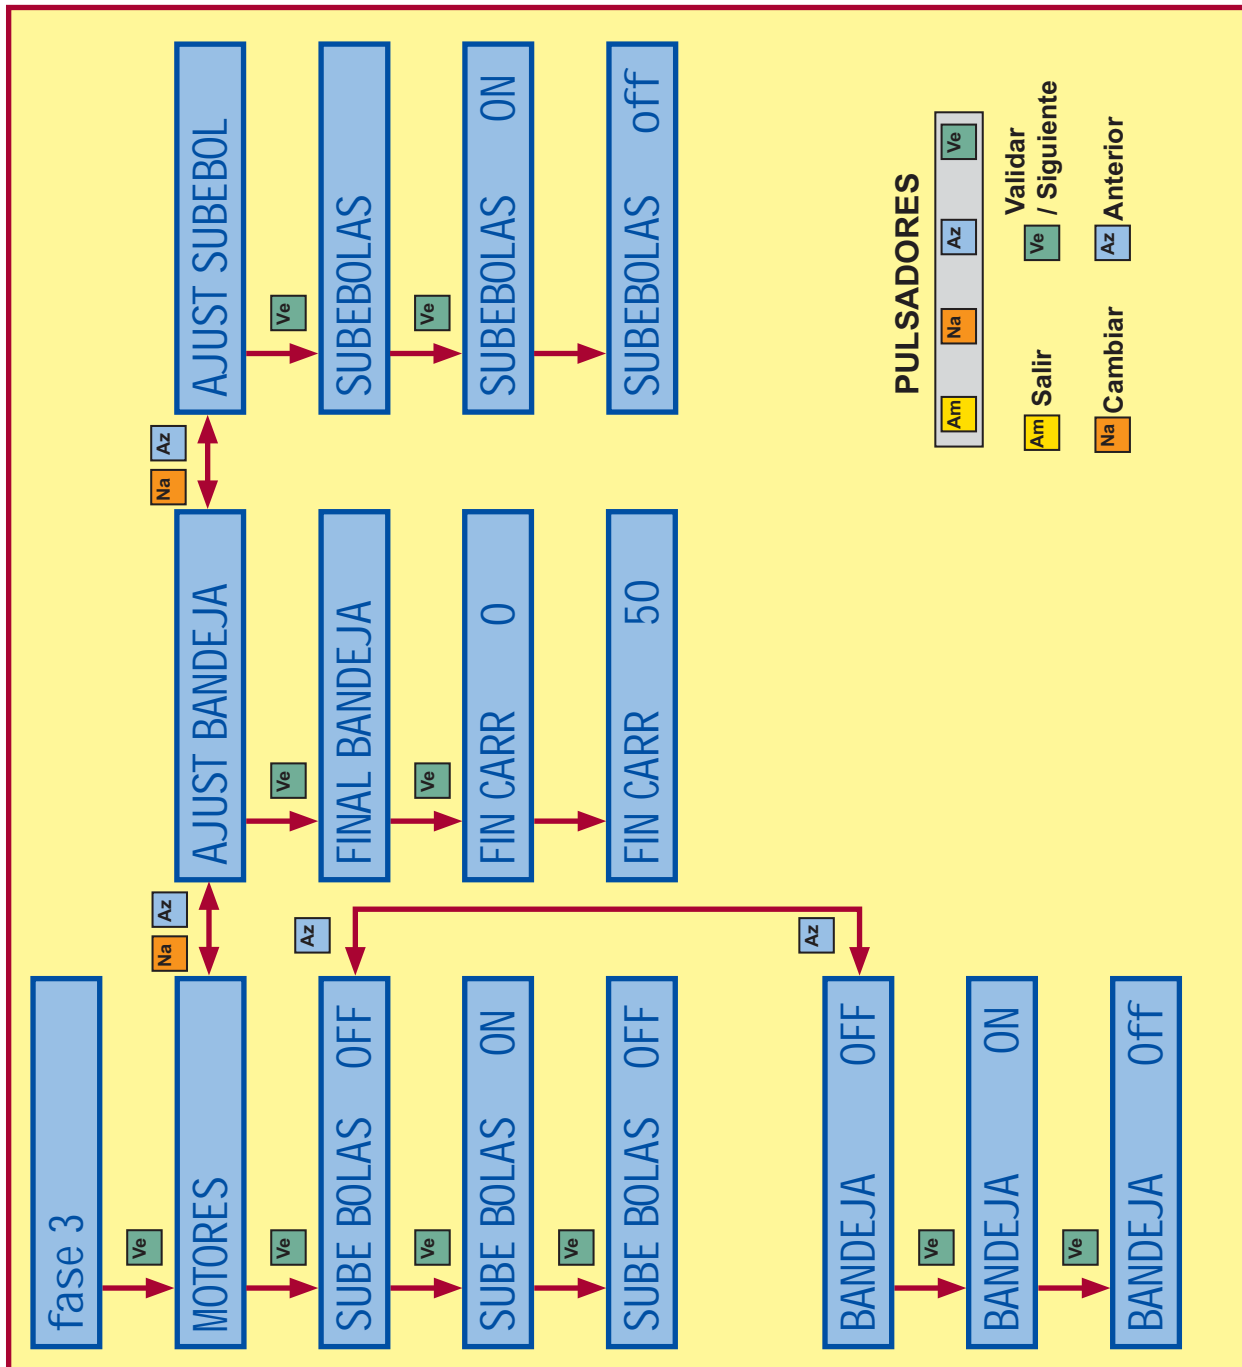 fase 3
Ve
MOTORES
Na Az
AJUST BANDEJA
Na Az
AJUST SUBEBOL
Ve
SUBE BOLAS OFF
Ve
SUBE BOLAS ON
Ve
SUBE BOLAS OFF
Az
Az
BANDEJA OFF
Ve
BANDEJA ON
Ve
BANDEJA Off
Ve
FINAL BANDEJA
Ve
FIN CARR 0
FIN CARR 50
Ve
SUBEBOLAS
Ve
SUBEBOLAS ON
SUBEBOLAS off
PULSADORES
Am Na Az Ve
Am Salir
Ve Validar
/ Siguiente
Na Cambiar
Az Anterior